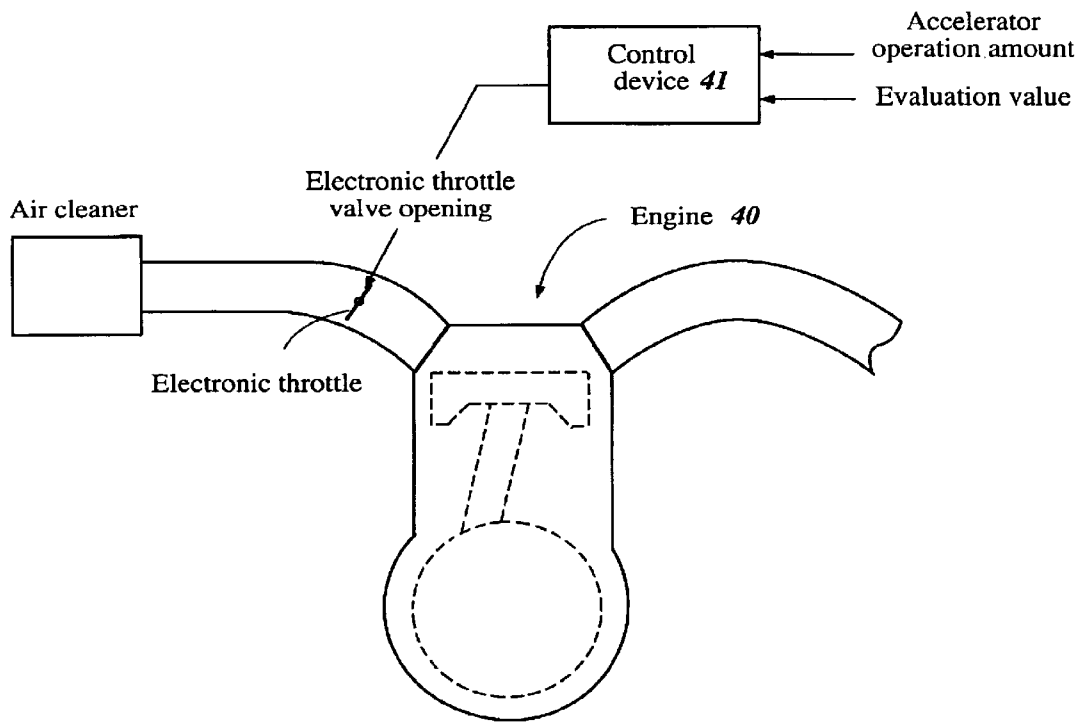 Accelerator
operation amount
Control
device 41
Evaluation value
Electronic throttle
valve opening
Air cleaner
Engine 40
Electronic throttle